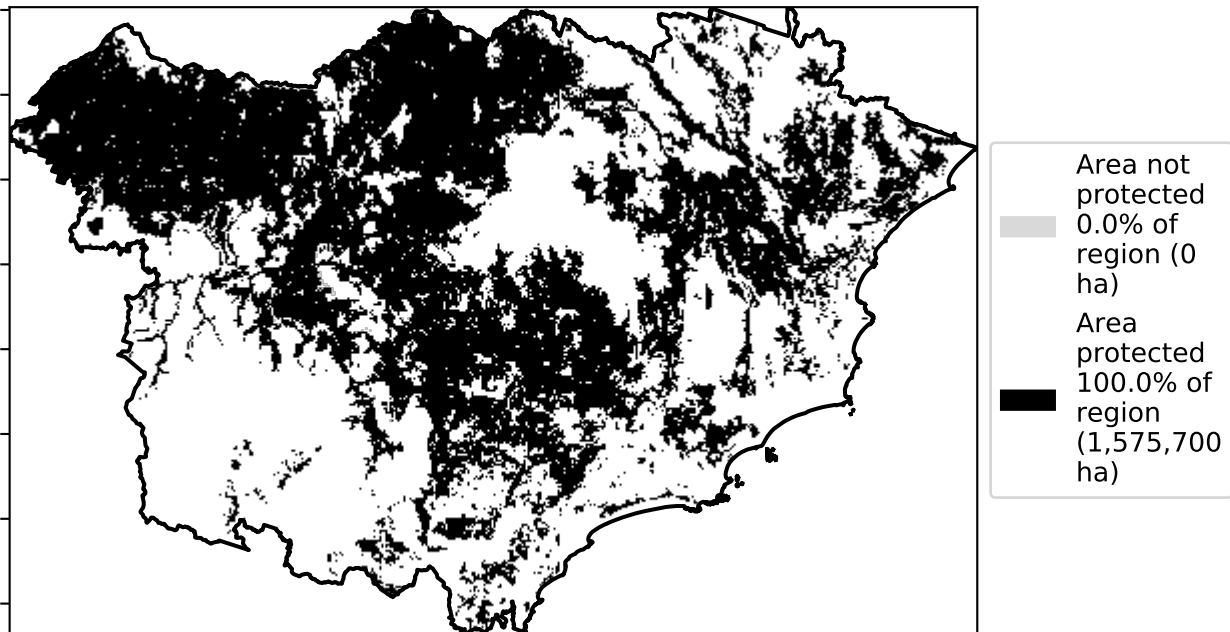 Area not
protected
0.0% of
region (0
ha)
Area
protected
100.0% of
region
(1,575,700
ha)